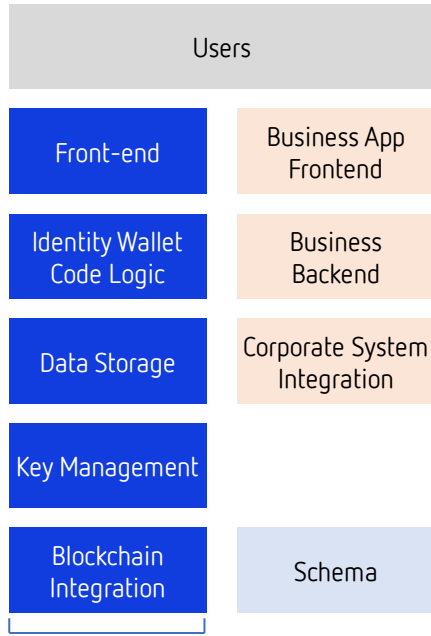 Users
Front-end
Business App
Frontend
Identity Wallet
Code Logic
Business
Backend
Data Storage
Corporate System
Integration
Key Management
Blockchain
Integration
Schema